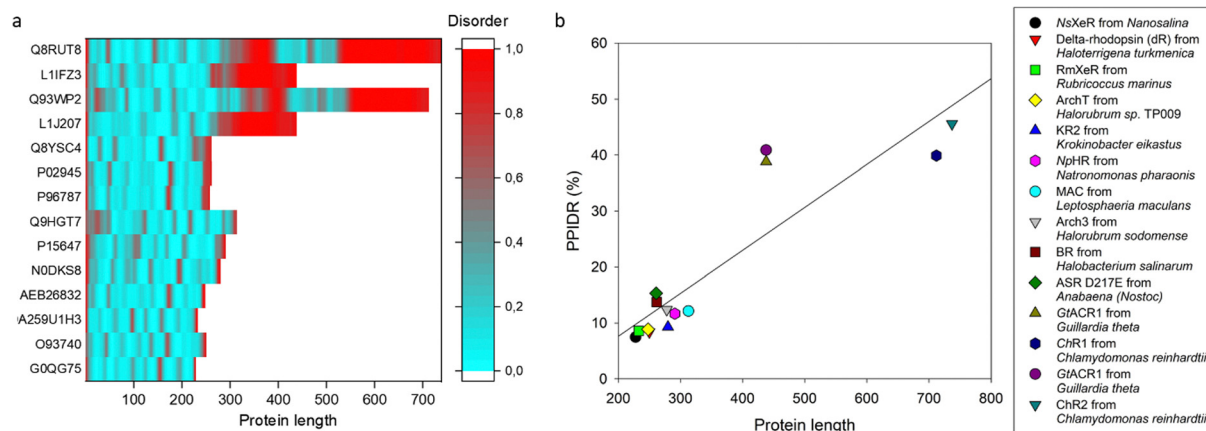 a
Disorder
Q8RUT8
L1IFZ3
Q93WP2
L1J207
Q8YSC4
P02945
P96787
Q9HGT7
P15647
N0DKS8
AEB26832
A259U1H3
O93740
G0QG75
100 200 300 400 500 600 700
Protein length
1,0
0,8
0,6
0,4
0,2
0,0
b
PPIDR (%)
60
50
40
30
20
10
0
200 300 400 500 600 700 800
Protein length
NsXeR from Nanosalina
Delta-rhodopsin (dR) from
Haloterrigena turkmenica
RmXeR from
Rubricoccus marinus
ArchT from
Halorubrum sp. TP009
KR2 from
Krokinobacter eikastus
NpHR from
Natronomonas pharaonis
MAC from
Leptosphaeria maculans
Arch3 from
Halorubrum sodomense
BR from
Halobacterium salinarum
ASR D217E from
Anabaena (Nostoc)
GtACR1 from
Guillardia theta
ChR1 from
Chlamydomonas reinhardtii
GtACR1 from
Guillardia theta
ChR2 from
Chlamydomonas reinhardtii